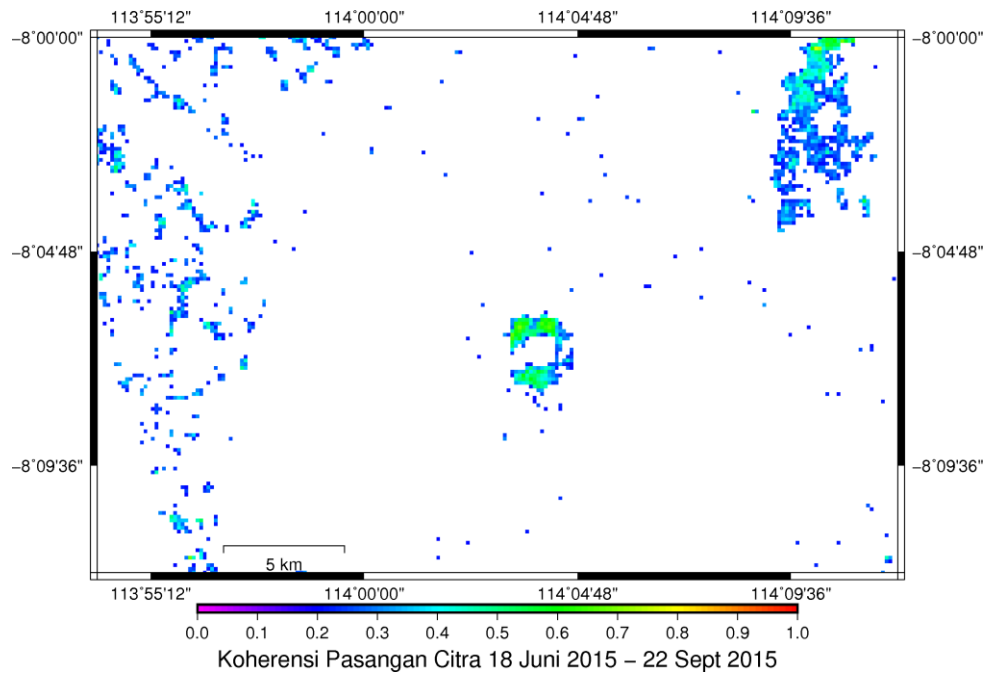 113˚55'12" 114˚00'00" 114˚04'48" 114˚09'36"
−8˚00'00" −8˚00'00"
−8˚04'48" −8˚04'48"
−8˚09'36" −8˚09'36"
5 km
113˚55'12" 114˚00'00" 114˚04'48" 114˚09'36"
0.0 0.1 0.2 0.3 0.4 0.5 0.6 0.7 0.8 0.9 1.0
Koherensi Pasangan Citra 18 Juni 2015 − 22 Sept 2015